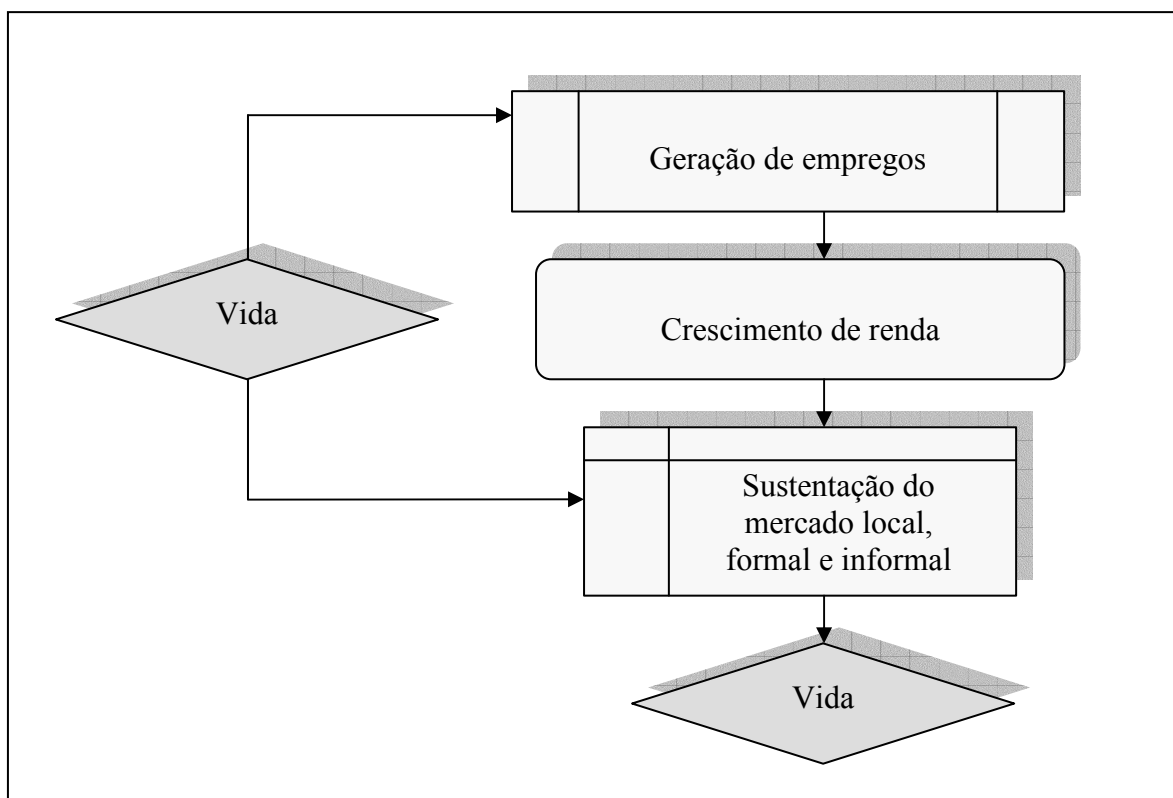 Geração de empregos
Vida
Crescimento de renda
Sustentação do
mercado local,
formal e informal
Vida